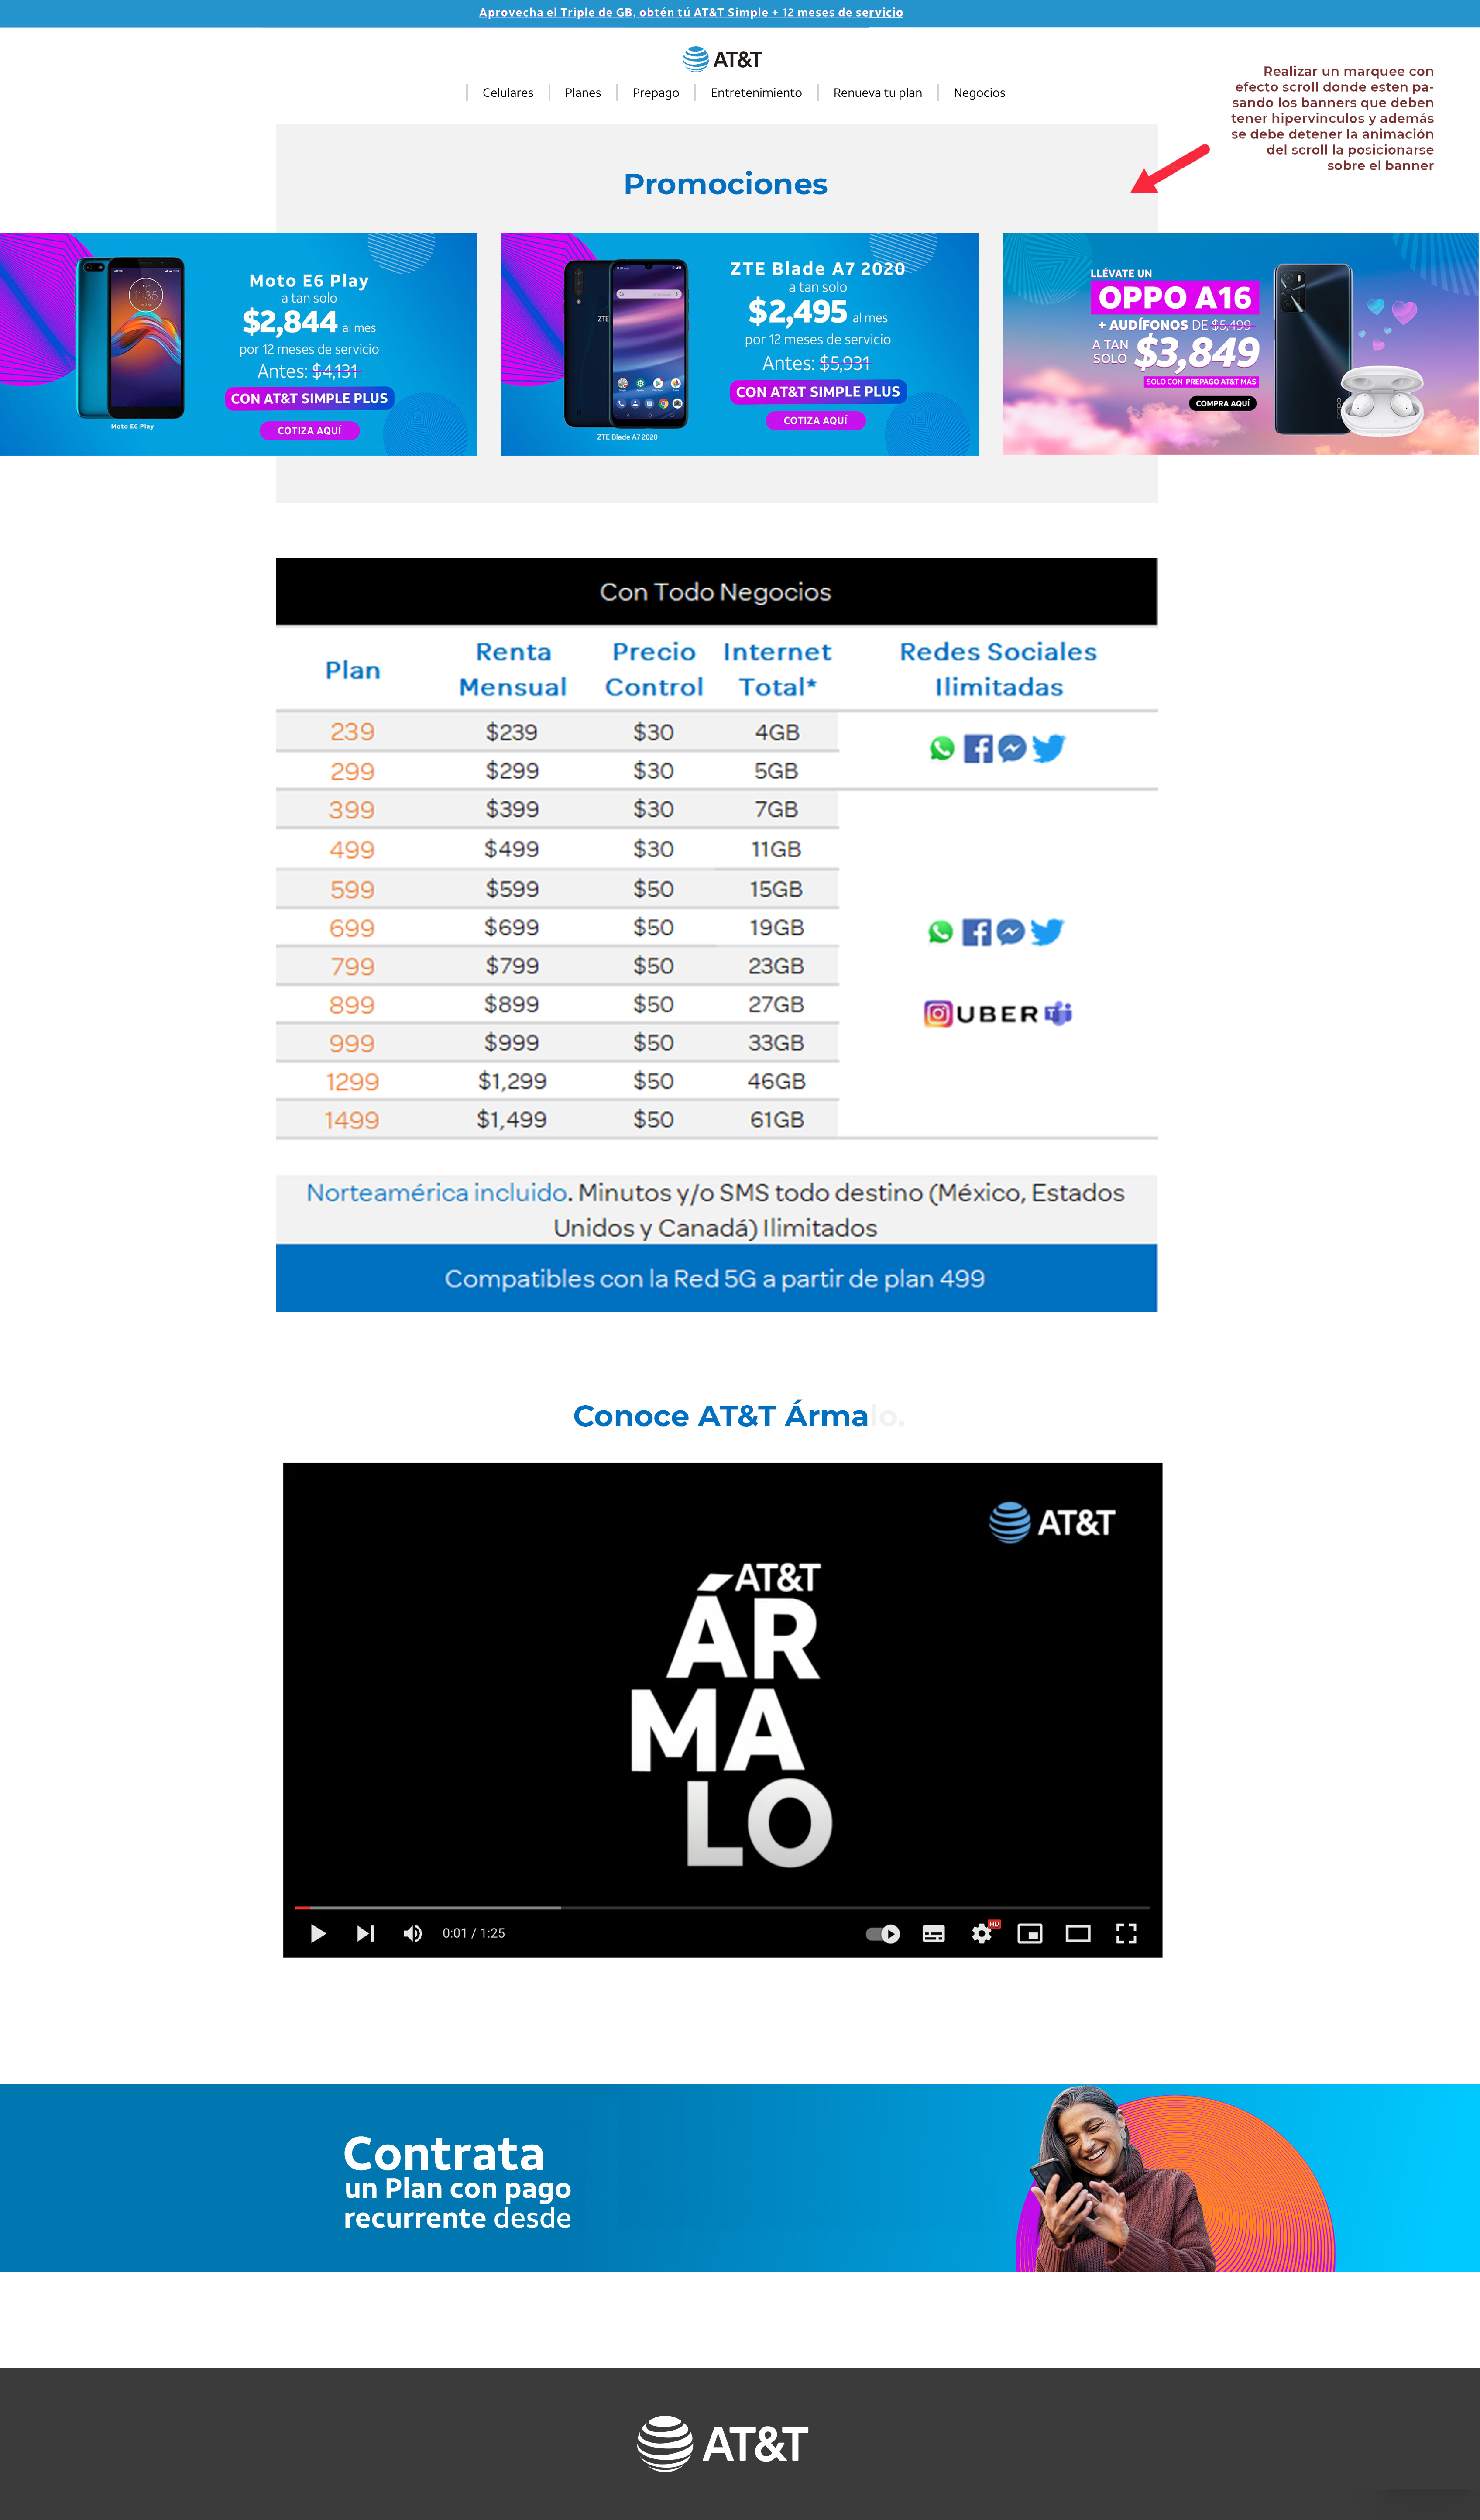 Aprovecha el Triple de GB, obtén tú AT&T Simple + 12 meses de servicio
AT&T
Celulares
Planes
Prepago
Entretenimiento
Renueva tu plan
Negocios
Realizar un marquee con
efecto scroll donde esten pa-
sando los banners que deben
tener hipervinculos y además
se debe detener la animación
del scroll la posicionarse
sobre el banner
Promociones
11:35
Moto E6 Play
Moto E6 Play
a tan solo
$2,844 al mes
por 12 meses de servicio
Antes: $4,131
CON AT&T SIMPLE PLUS
COTIZA AQUÍ
ZTE
ZTE Blade A7 2020
ZTE Blade A7 2020
a tan solo
$2,495 al mes
por 12 meses de servicio
Antes: $5,931
CON AT&T SIMPLE PLUS
COTIZA AQUÍ
LLÉVATE UN
OPPO A16
+ AUDÍFONOS DE $5,499
A TAN
SOLO $3,849
SOLO CON PREPAGO AT&T MÁS
COMPRA AQUÍ
Con Todo Negocios
Plan
Renta
Mensual
Precio
Control
Internet
Total*
Redes Sociales
Ilimitadas
239 $239 $30 4GB
299 $299 $30 5GB
399 $399 $30 7GB
499 $499 $30 11GB
599 $599 $50 15GB
699 $699 $50 19GB
799 $799 $50 23GB
899 $899 $50 27GB
UBER
999 $999 $50 33GB
1299 $1,299 $50 46GB
1499 $1,499 $50 61GB
Norteamérica incluido. Minutos y/o SMS todo destino (México, Estados
Unidos y Canadá) Ilimitados
Compatibles con la Red 5G a partir de plan 499
Conoce AT&T Ármalo.
AT&T
AT&T
ÁR
MA
LO
0:01 / 1:25
HD
Contrata
un Plan con pago
recurrente desde
AT&T